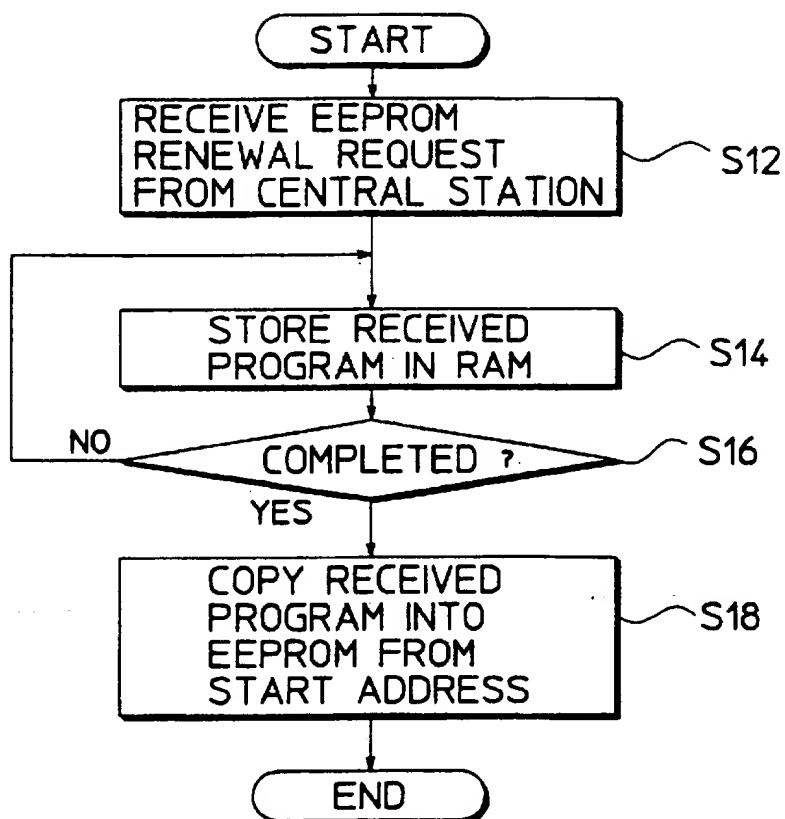 START
RECEIVE EEPROM
RENEWAL REQUEST
FROM CENTRAL STATION
S12
STORE RECEIVED
PROGRAM IN RAM
S14
NO
COMPLETED ?
S16
YES
COPY RECEIVED
PROGRAM INTO
EEPROM FROM
START ADDRESS
S18
END